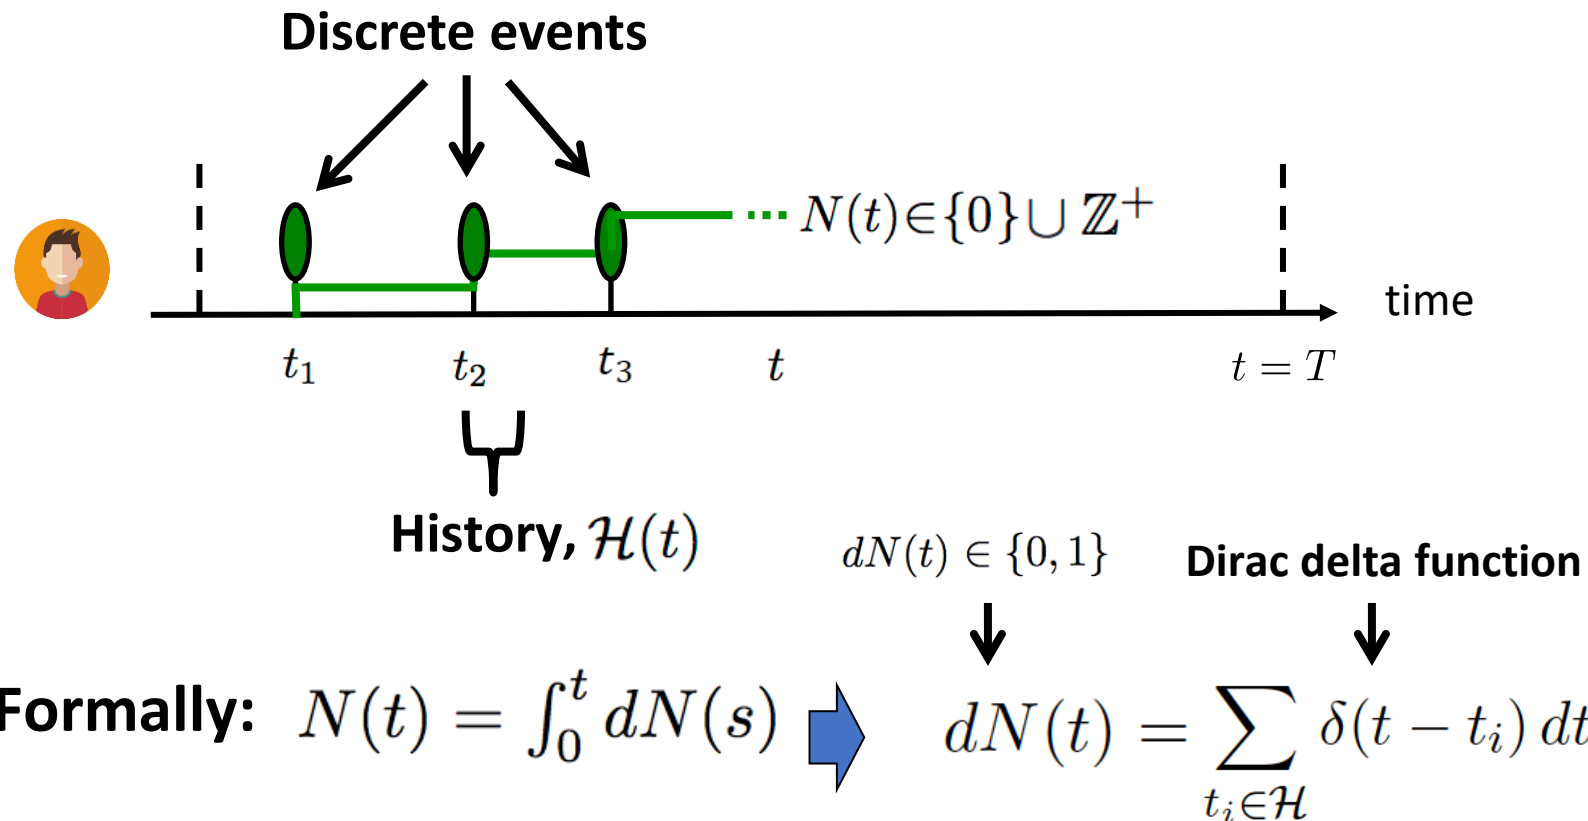 Discrete events
N(t)∈{0}∪ ℤ⁺
time
t₁ t₂ t₃ t t = T
History, ℋ(t)
dN(t) ∈ {0, 1}
Dirac delta function
Formally: N(t) = ∫₀ᵗ dN(s) dN(t) = ∑ δ(t − tᵢ) dt
tᵢ∈ℋ